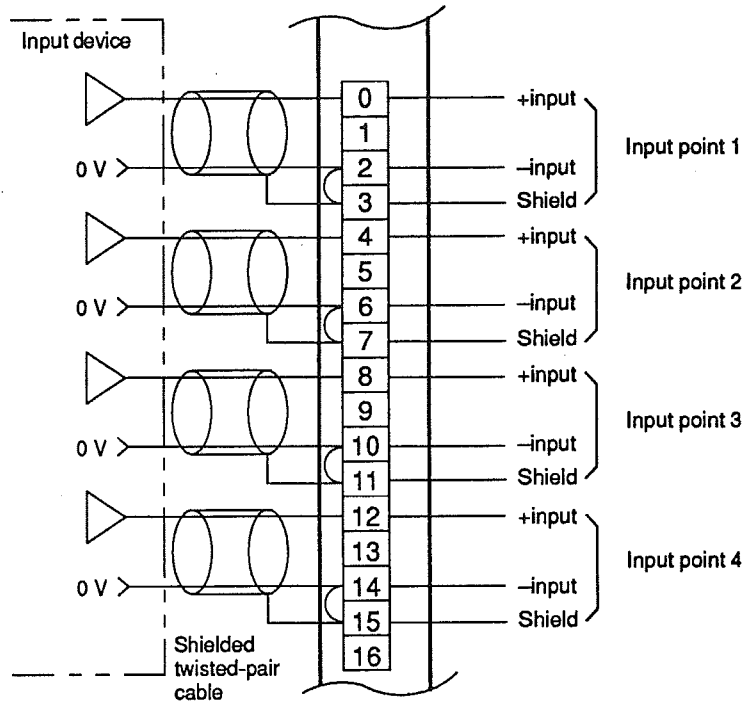 Input device
0 +input
1
Input point 1
0 V 2 –input
3 Shield
4 +input
5
Input point 2
0 V 6 –input
7 Shield
8 +input
9
Input point 3
0 V 10 –input
11 Shield
12 +input
13
Input point 4
0 V 14 –input
15 Shield
16
Shielded
twisted-pair
cable